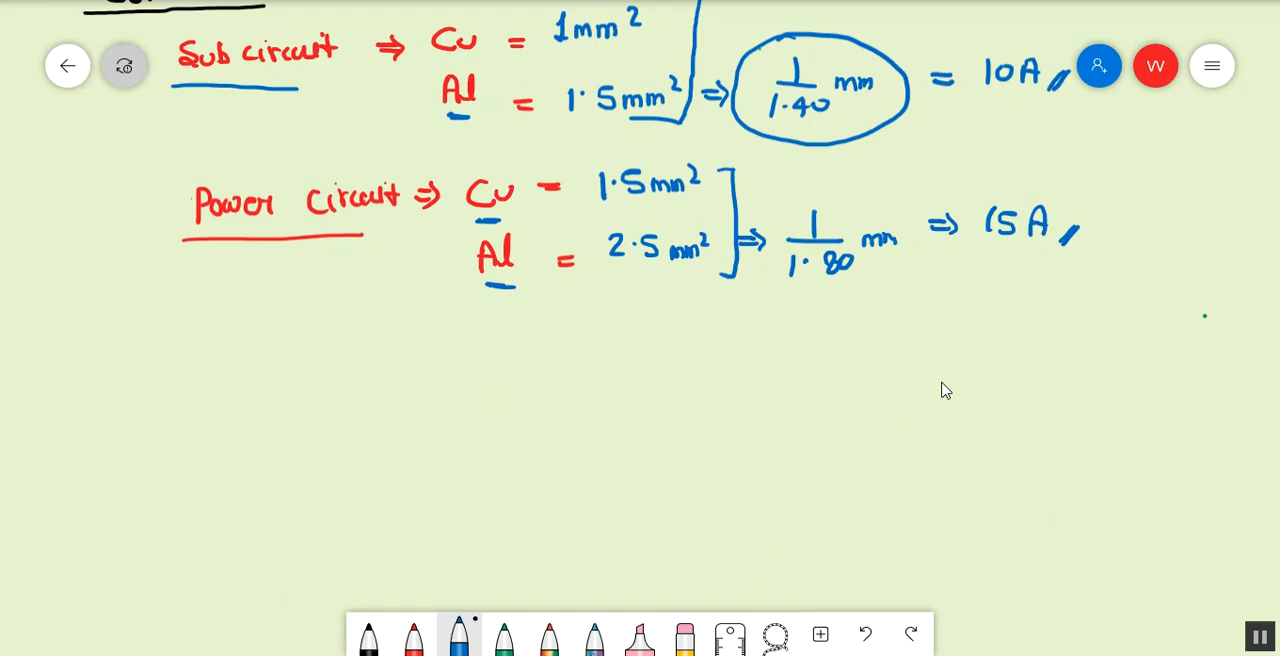 Sub circuit ⇒ Cu = 1mm²
Al = 1.5mm² ⇒ 1/1.40 mm = 10A
Power Circuit ⇒ Cu = 1.5mm²
Al = 2.5mm² ⇒ 1/1.80 mm ⇒ 15A
VV